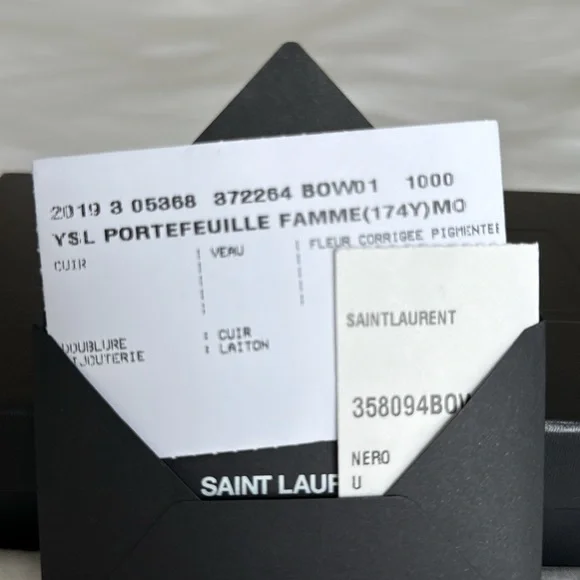 2019 3 05368 372264 BOW01 1000
YSL PORTEFEUILLE FAMME(174Y)MO
CUIR : VEAU : FLEUR CORRIGEE PIGMENTEE
DOUBLURE : CUIR
IJOUTERIE : LAITON
SAINTLAURENT
358094BOW
NERO
U
SAINT LAUR